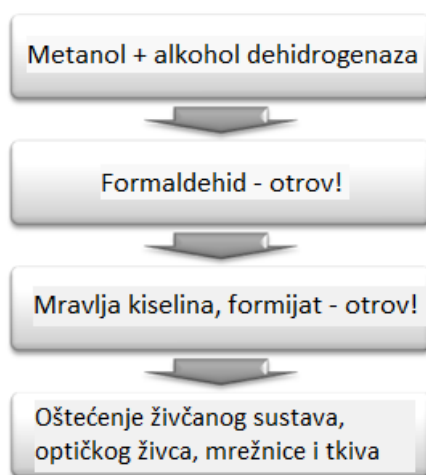 Metanol + alkohol dehidrogenaza
Formaldehid - otrov!
Mravlja kiselina, formijat - otrov!
Oštećenje živčanog sustava,
optičkog živca, mrežnice i tkiva